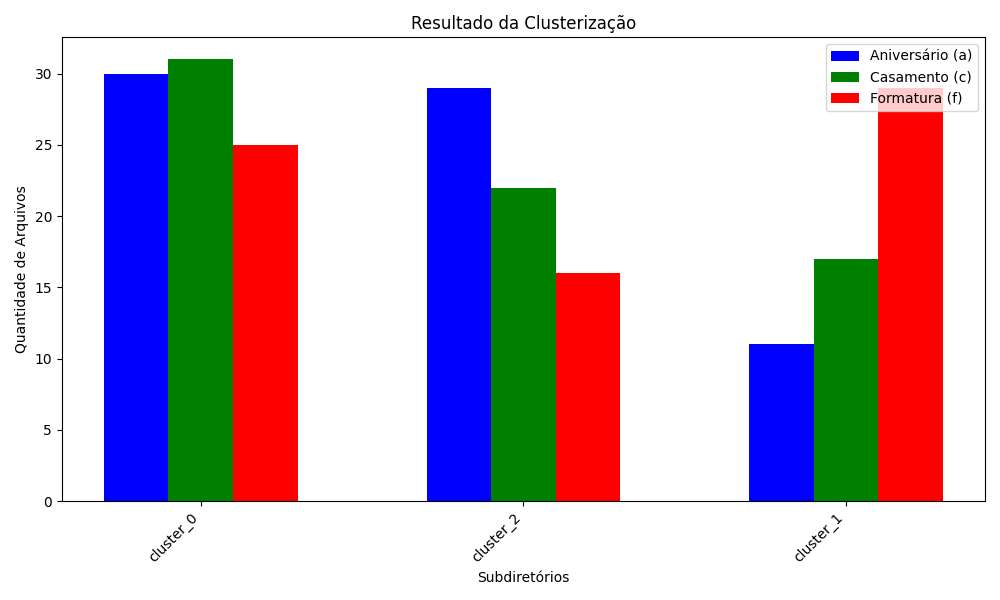 Resultado da Clusterização
Aniversário (a)
Casamento (c)
Formatura (f)
Quantidade de Arquivos
30
25
20
15
10
5
0
cluster_0
cluster_2
cluster_1
Subdiretórios